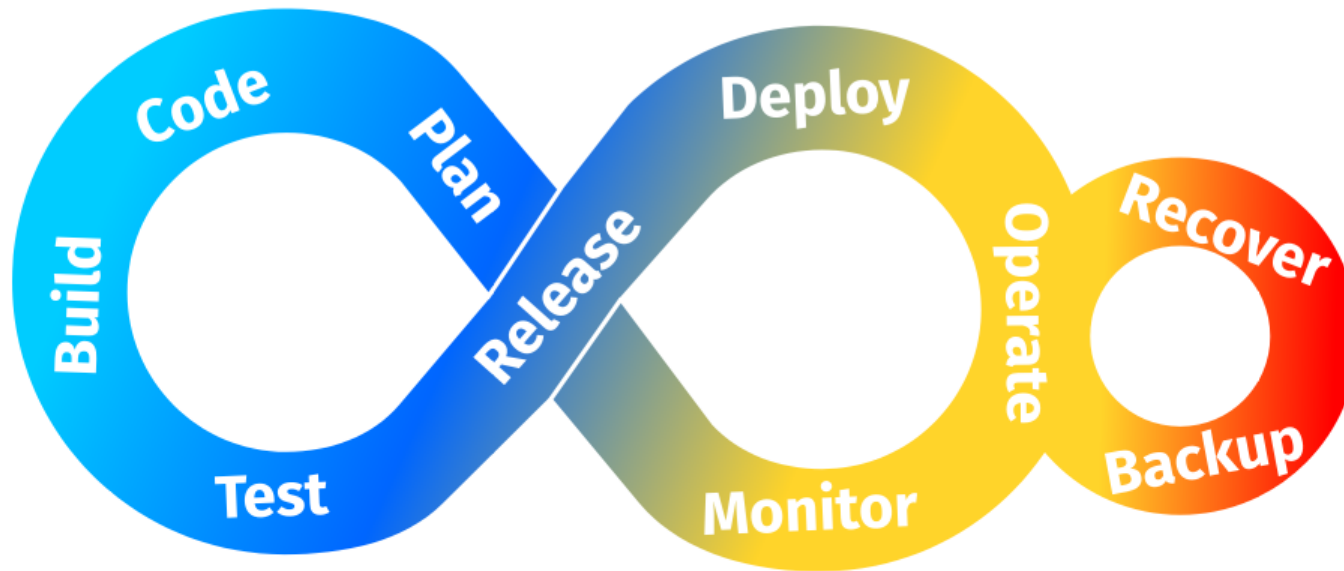 Plan
Code
Build
Test
Release
Deploy
Operate
Monitor
Recover
Backup